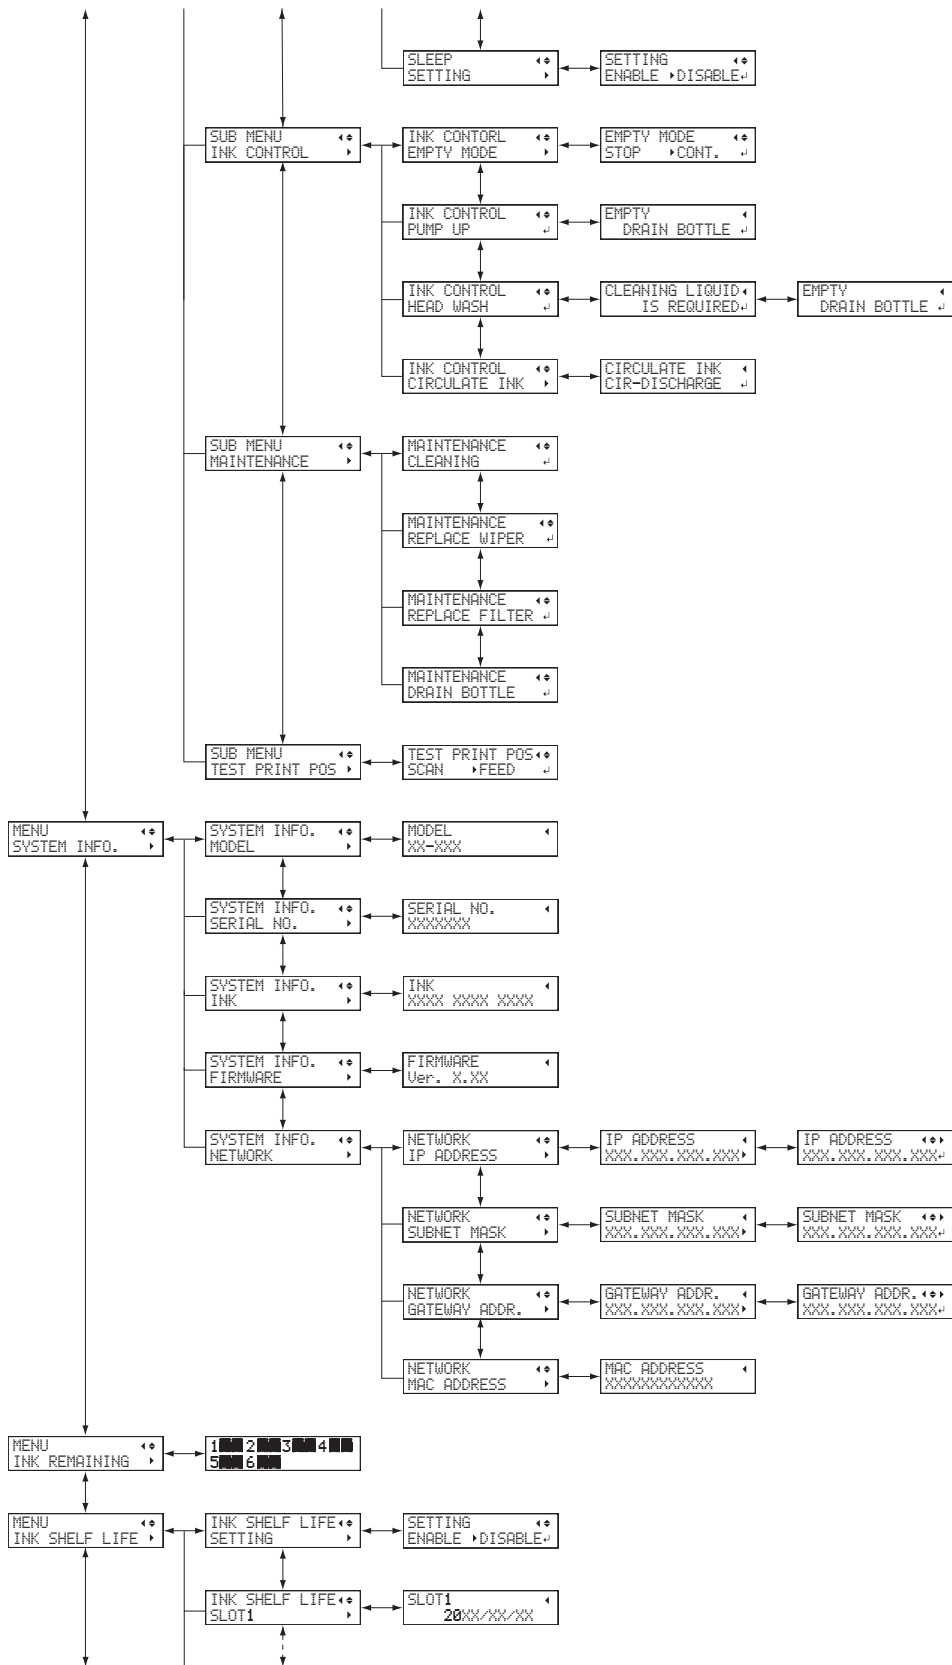 SLEEP
SETTING
SETTING
ENABLE DISABLE
SUB MENU
INK CONTROL
INK CONTORL
EMPTY MODE
EMPTY MODE
STOP CONT.
INK CONTROL
PUMP UP
EMPTY
DRAIN BOTTLE
INK CONTROL
HEAD WASH
CLEANING LIQUID
IS REQUIRED
EMPTY
DRAIN BOTTLE
INK CONTROL
CIRCULATE INK
CIRCULATE INK
CIR-DISCHARGE
SUB MENU
MAINTENANCE
MAINTENANCE
CLEANING
MAINTENANCE
REPLACE WIPER
MAINTENANCE
REPLACE FILTER
MAINTENANCE
DRAIN BOTTLE
SUB MENU
TEST PRINT POS
TEST PRINT POS
SCAN FEED
MENU
SYSTEM INFO.
SYSTEM INFO.
MODEL
MODEL
XX-XXX
SYSTEM INFO.
SERIAL NO.
SERIAL NO.
XXXXXXX
SYSTEM INFO.
INK
INK
XXXX XXXX XXXX
SYSTEM INFO.
FIRMWARE
FIRMWARE
Ver. X.XX
SYSTEM INFO.
NETWORK
NETWORK
IP ADDRESS
IP ADDRESS
XXX.XXX.XXX.XXX
IP ADDRESS
XXX.XXX.XXX.XXX
NETWORK
SUBNET MASK
SUBNET MASK
XXX.XXX.XXX.XXX
SUBNET MASK
XXX.XXX.XXX.XXX
NETWORK
GATEWAY ADDR.
GATEWAY ADDR.
XXX.XXX.XXX.XXX
GATEWAY ADDR.
XXX.XXX.XXX.XXX
NETWORK
MAC ADDRESS
MAC ADDRESS
XXXXXXXXXXXX
MENU
INK REMAINING
1 2 3 4
5 6
MENU
INK SHELF LIFE
INK SHELF LIFE
SETTING
SETTING
ENABLE DISABLE
INK SHELF LIFE
SLOT1
SLOT1
20XX/XX/XX